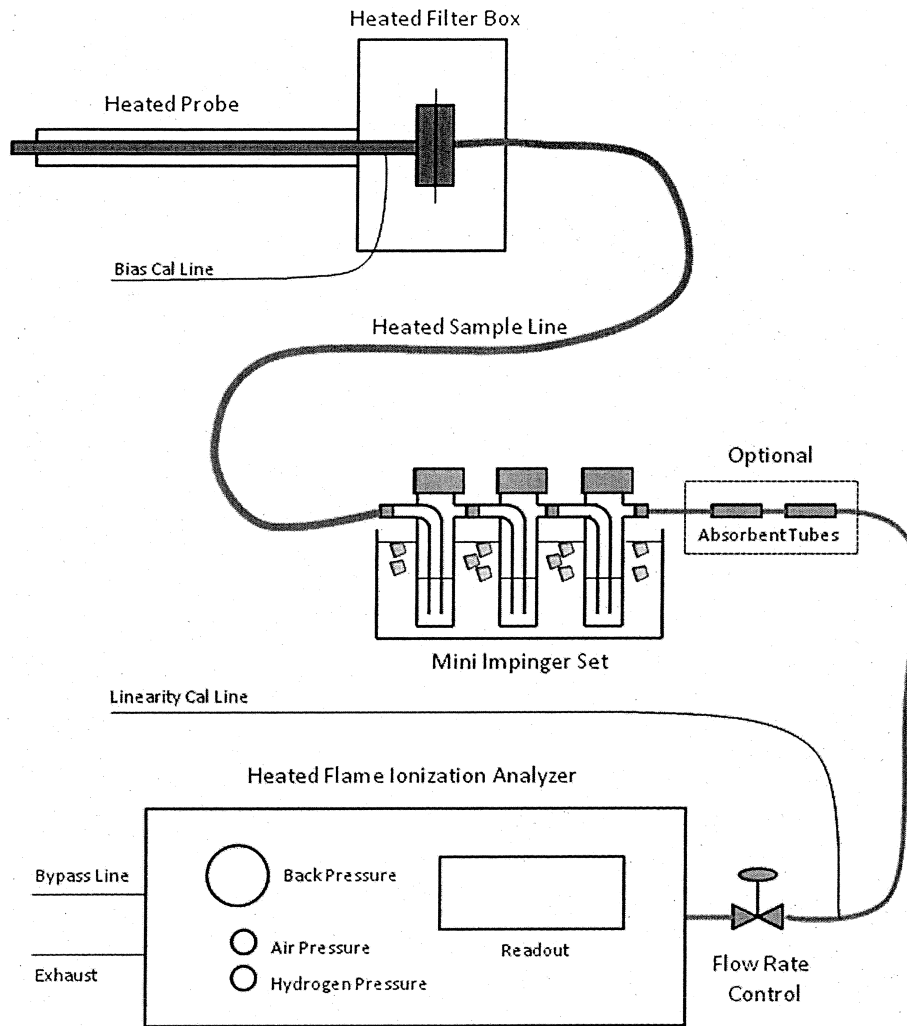 Heated Filter Box
Heated Probe
Bias Cal Line
Heated Sample Line
Optional
Absorbent Tubes
Mini Impinger Set
Linearity Cal Line
Heated Flame Ionization Analyzer
Bypass Line
Back Pressure
Air Pressure
Readout
Exhaust
Hydrogen Pressure
Flow Rate
Control